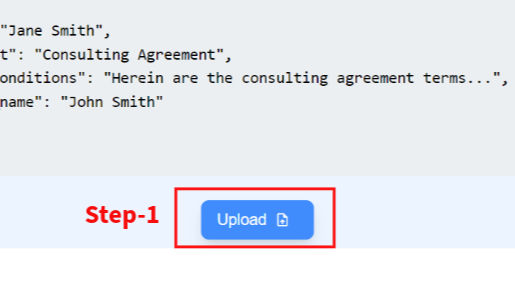 "Jane Smith",
t": "Consulting Agreement",
onditions": "Herein are the consulting agreement terms...",
name": "John Smith"
Step-1
Upload